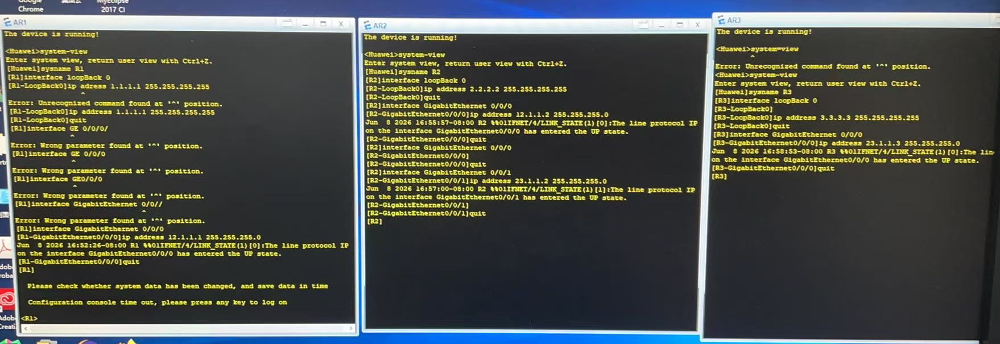 Google
Chrome
MyEclipse
2017 CI
AR1
The device is running!
<Huawei>system-view
Enter system view, return user view with Ctrl+Z.
[Huawei]sysname R1
[R1]interface loopBack 0
[R1-LoopBack0]ip adress 1.1.1.1 255.255.255.255
^
Error: Unrecognized command found at '^' position.
[R1-LoopBack0]ip address 1.1.1.1 255.255.255.255
[R1-LoopBack0]quit
[R1]interface GE 0/0/0/
^
Error: Wrong parameter found at '^' position.
[R1]interface GE 0/0/0
^
Error: Wrong parameter found at '^' position.
[R1]interface GE0/0/0
^
Error: Wrong parameter found at '^' position.
[R1]interface GigabitEthernet 0/0//
^
Error: Wrong parameter found at '^' position.
[R1]interface GigabitEthernet 0/0/0
[R1-GigabitEthernet0/0/0]ip address 12.1.1.1 255.255.255.0
Jun  8 2026 16:52:26-08:00 R1 %%01IFNET/4/LINK_STATE(l)[0]:The line protocol IP
on the interface GigabitEthernet0/0/0 has entered the UP state.
[R1-GigabitEthernet0/0/0]quit
[R1]
Please check whether system data has been changed, and save data in time
Configuration console time out, please press any key to log on
<R1>
AR2
The device is running!
<Huawei>system-view
Enter system view, return user view with Ctrl+Z.
[Huawei]sysname R2
[R2]interface loopBack 0
[R2-LoopBack0]ip address 2.2.2.2 255.255.255.255
[R2-LoopBack0]quit
[R2]interface GigabitEthernet 0/0/0
[R2-GigabitEthernet0/0/0]ip address 12.1.1.2 255.255.255.0
Jun  8 2026 16:55:57-08:00 R2 %%01IFNET/4/LINK_STATE(l)[0]:The line protocol IP
on the interface GigabitEthernet0/0/0 has entered the UP state.
[R2-GigabitEthernet0/0/0]quit
[R2]interface GigabitEthernet 0/0/0
[R2-GigabitEthernet0/0/0]
[R2-GigabitEthernet0/0/0]quit
[R2]interface GigabitEthernet 0/0/1
[R2-GigabitEthernet0/0/1]ip address 23.1.1.2 255.255.255.0
Jun  8 2026 16:57:00-08:00 R2 %%01IFNET/4/LINK_STATE(l)[1]:The line protocol IP
on the interface GigabitEthernet0/0/1 has entered the UP state.
[R2-GigabitEthernet0/0/1]
[R2-GigabitEthernet0/0/1]quit
[R2]
AR3
The device is running!
<Huawei>system=view
^
Error: Unrecognized command found at '^' position.
<Huawei>system-view
Enter system view, return user view with Ctrl+Z.
[Huawei]sysname R3
[R3]interface loopBack 0
[R3-LoopBack0]
[R3-LoopBack0]ip address 3.3.3.3 255.255.255.255
[R3-LoopBack0]quit
[R3]interface GigabitEthernet 0/0/0
[R3-GigabitEthernet0/0/0]ip address 23.1.1.3 255.255.255.0
Jun  8 2026 16:58:53-08:00 R3 %%01IFNET/4/LINK_STATE(l)[0]:The lin
on the interface GigabitEthernet0/0/0 has entered the UP state.
[R3-GigabitEthernet0/0/0]quit
[R3]